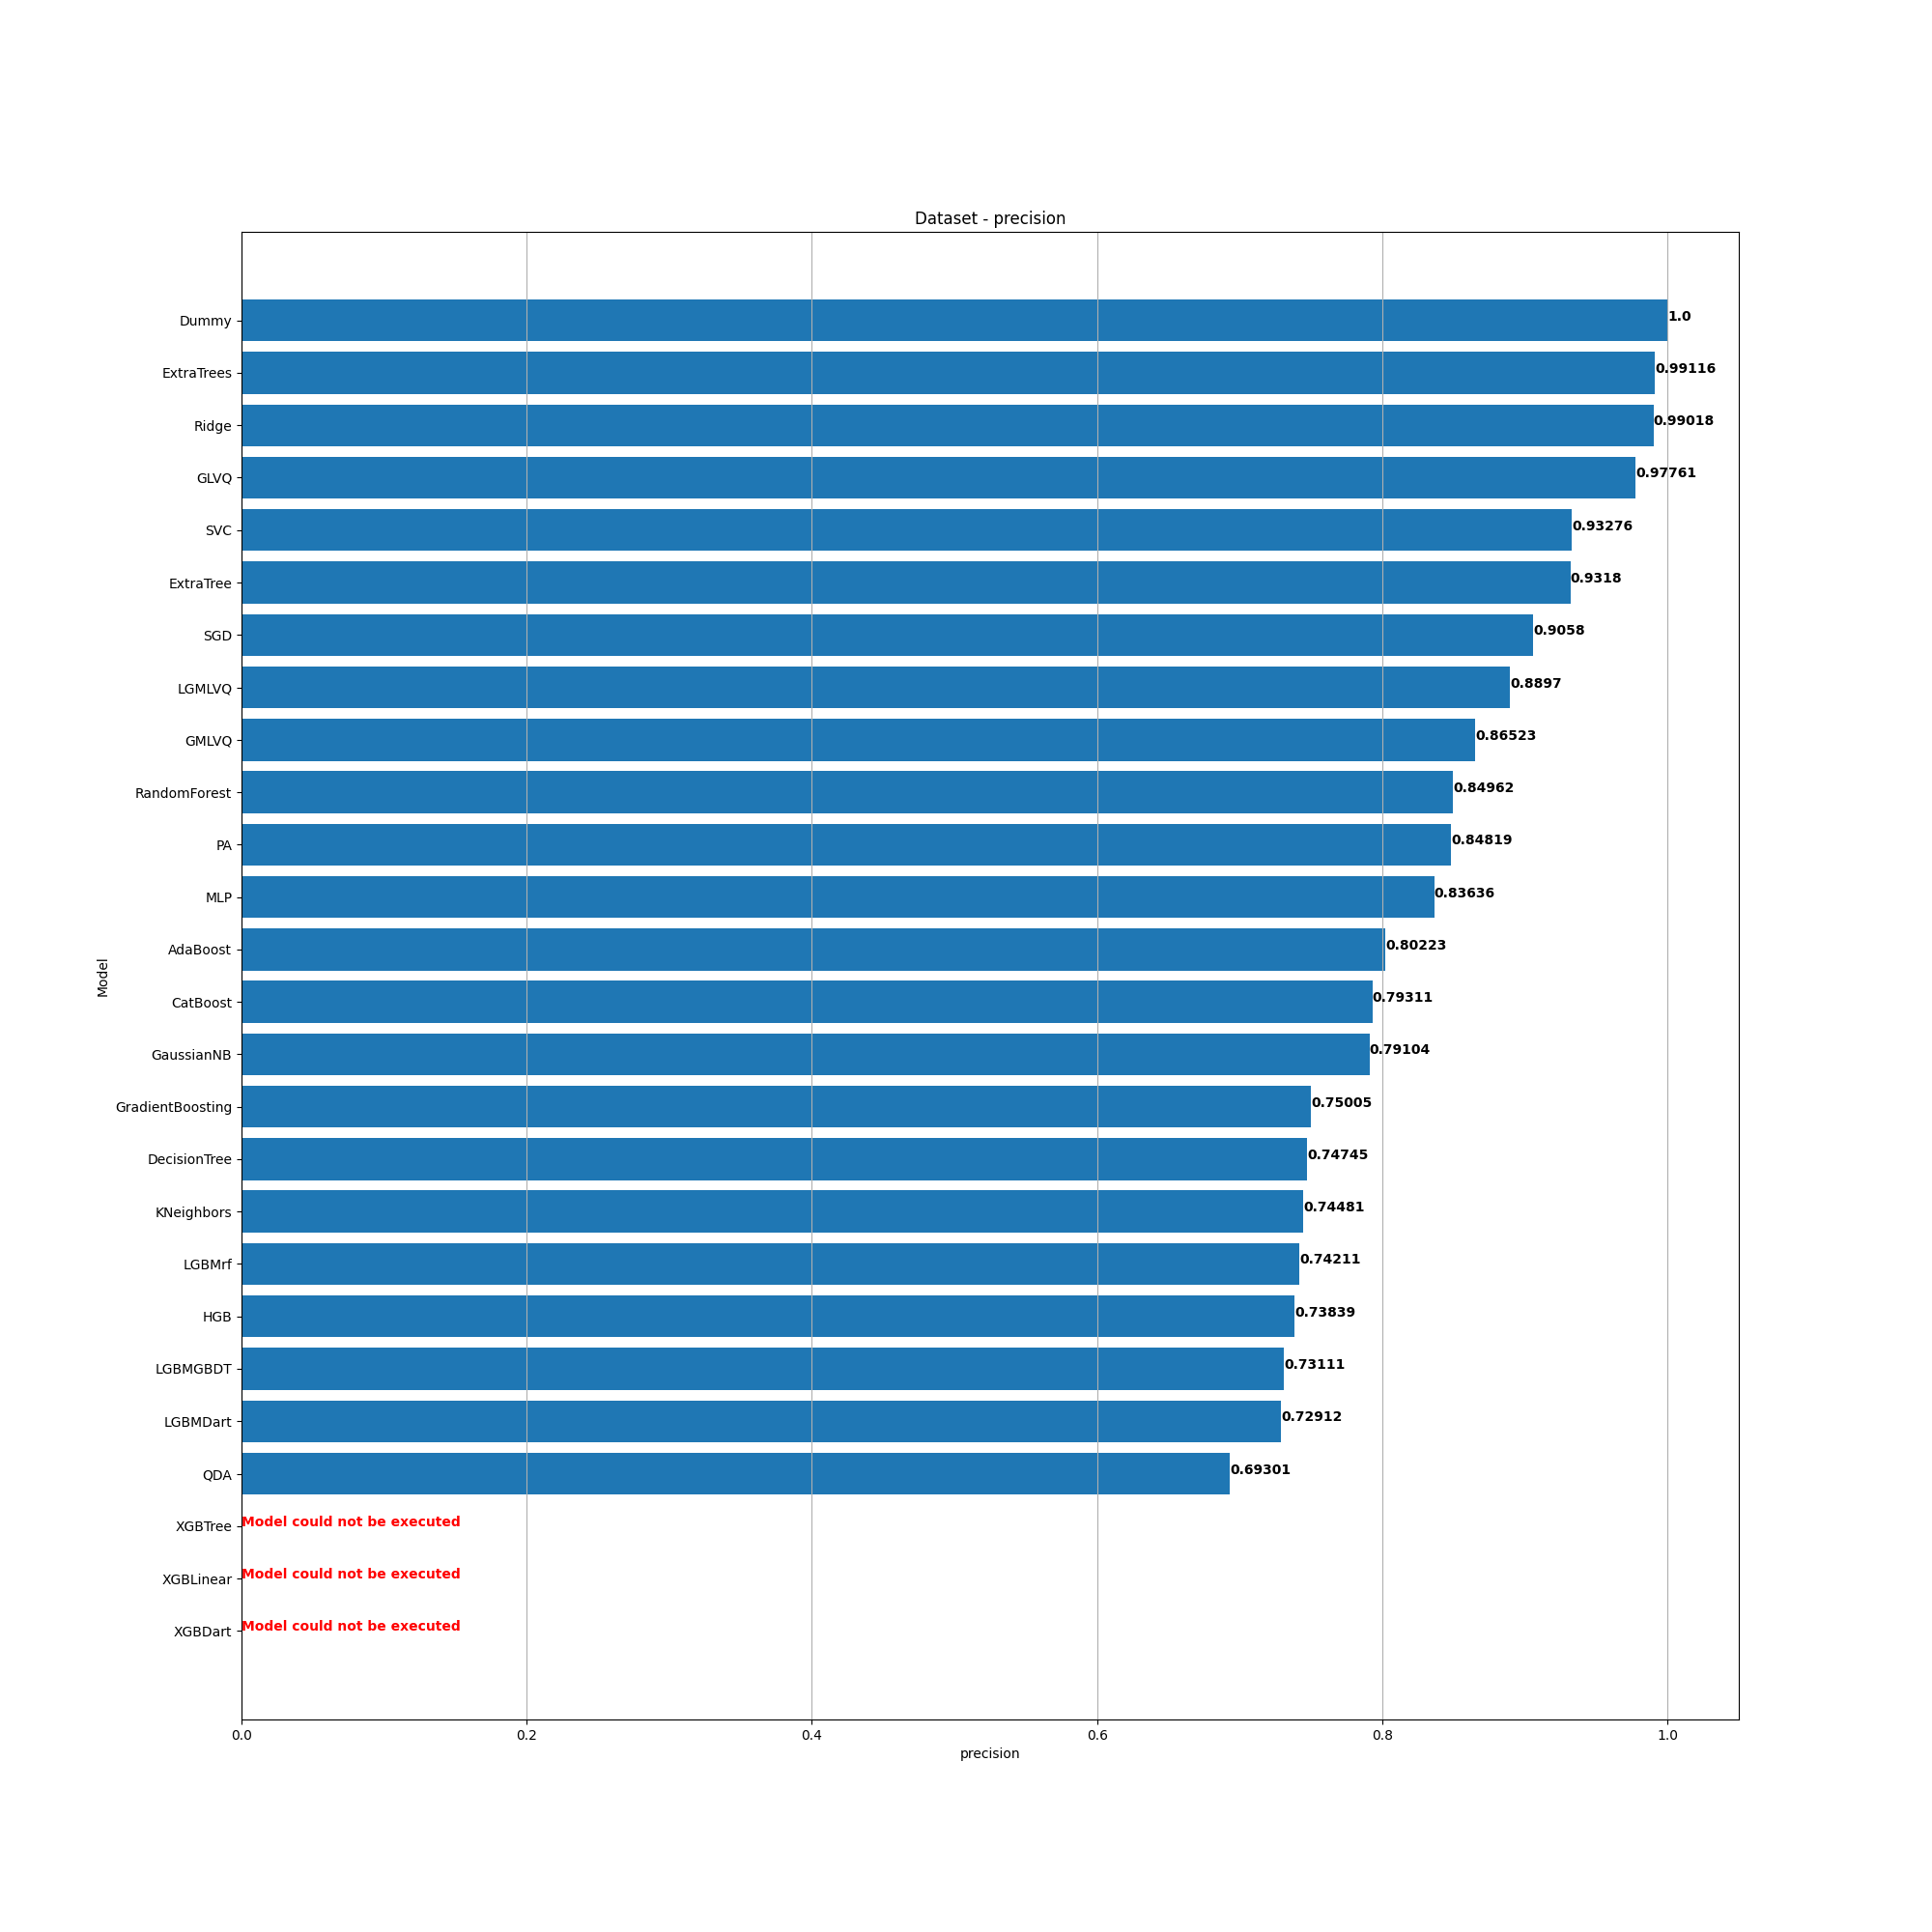 Dataset - precision
Dummy 1.0
ExtraTrees 0.99116
Ridge 0.99018
GLVQ 0.97761
SVC 0.93276
ExtraTree 0.9318
SGD 0.9058
LGMLVQ 0.8897
GMLVQ 0.86523
RandomForest 0.84962
PA 0.84819
MLP 0.83636
AdaBoost 0.80223
Model
CatBoost 0.79311
GaussianNB 0.79104
GradientBoosting 0.75005
DecisionTree 0.74745
KNeighbors 0.74481
LGBMrf 0.74211
HGB 0.73839
LGBMGBDT 0.73111
LGBMDart 0.72912
QDA 0.69301
XGBTree Model could not be executed
XGBLinear Model could not be executed
XGBDart Model could not be executed
0.0 0.2 0.4 0.6 0.8 1.0
precision